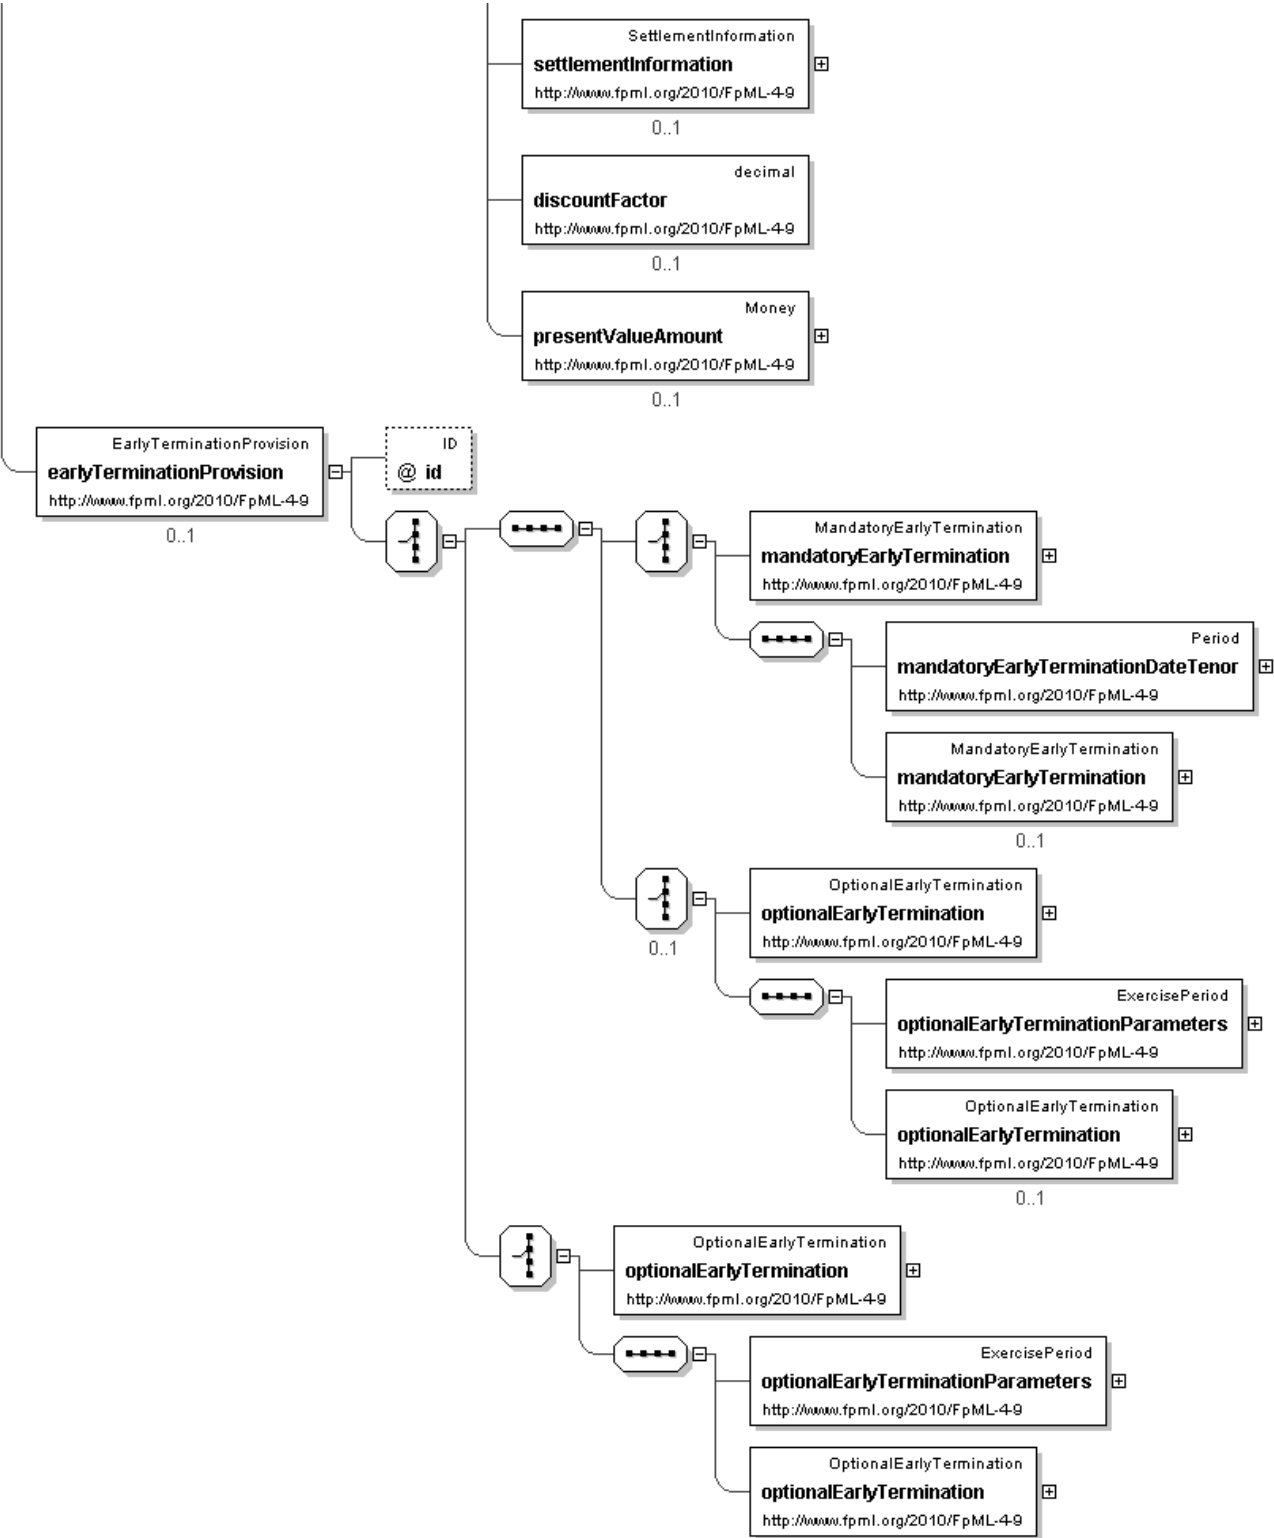 SettlementInformation
settlementInformation
http://www.fpml.org/2010/FpML-4-9
0..1
decimal
discountFactor
http://www.fpml.org/2010/FpML-4-9
0..1
Money
presentValueAmount
http://www.fpml.org/2010/FpML-4-9
0..1
EarlyTerminationProvision
earlyTerminationProvision
http://www.fpml.org/2010/FpML-4-9
0..1
ID
@ id
MandatoryEarlyTermination
mandatoryEarlyTermination
http://www.fpml.org/2010/FpML-4-9
Period
mandatoryEarlyTerminationDateTenor
http://www.fpml.org/2010/FpML-4-9
MandatoryEarlyTermination
mandatoryEarlyTermination
http://www.fpml.org/2010/FpML-4-9
0..1
0..1
OptionalEarlyTermination
optionalEarlyTermination
http://www.fpml.org/2010/FpML-4-9
ExercisePeriod
optionalEarlyTerminationParameters
http://www.fpml.org/2010/FpML-4-9
OptionalEarlyTermination
optionalEarlyTermination
http://www.fpml.org/2010/FpML-4-9
0..1
OptionalEarlyTermination
optionalEarlyTermination
http://www.fpml.org/2010/FpML-4-9
ExercisePeriod
optionalEarlyTerminationParameters
http://www.fpml.org/2010/FpML-4-9
OptionalEarlyTermination
optionalEarlyTermination
http://www.fpml.org/2010/FpML-4-9